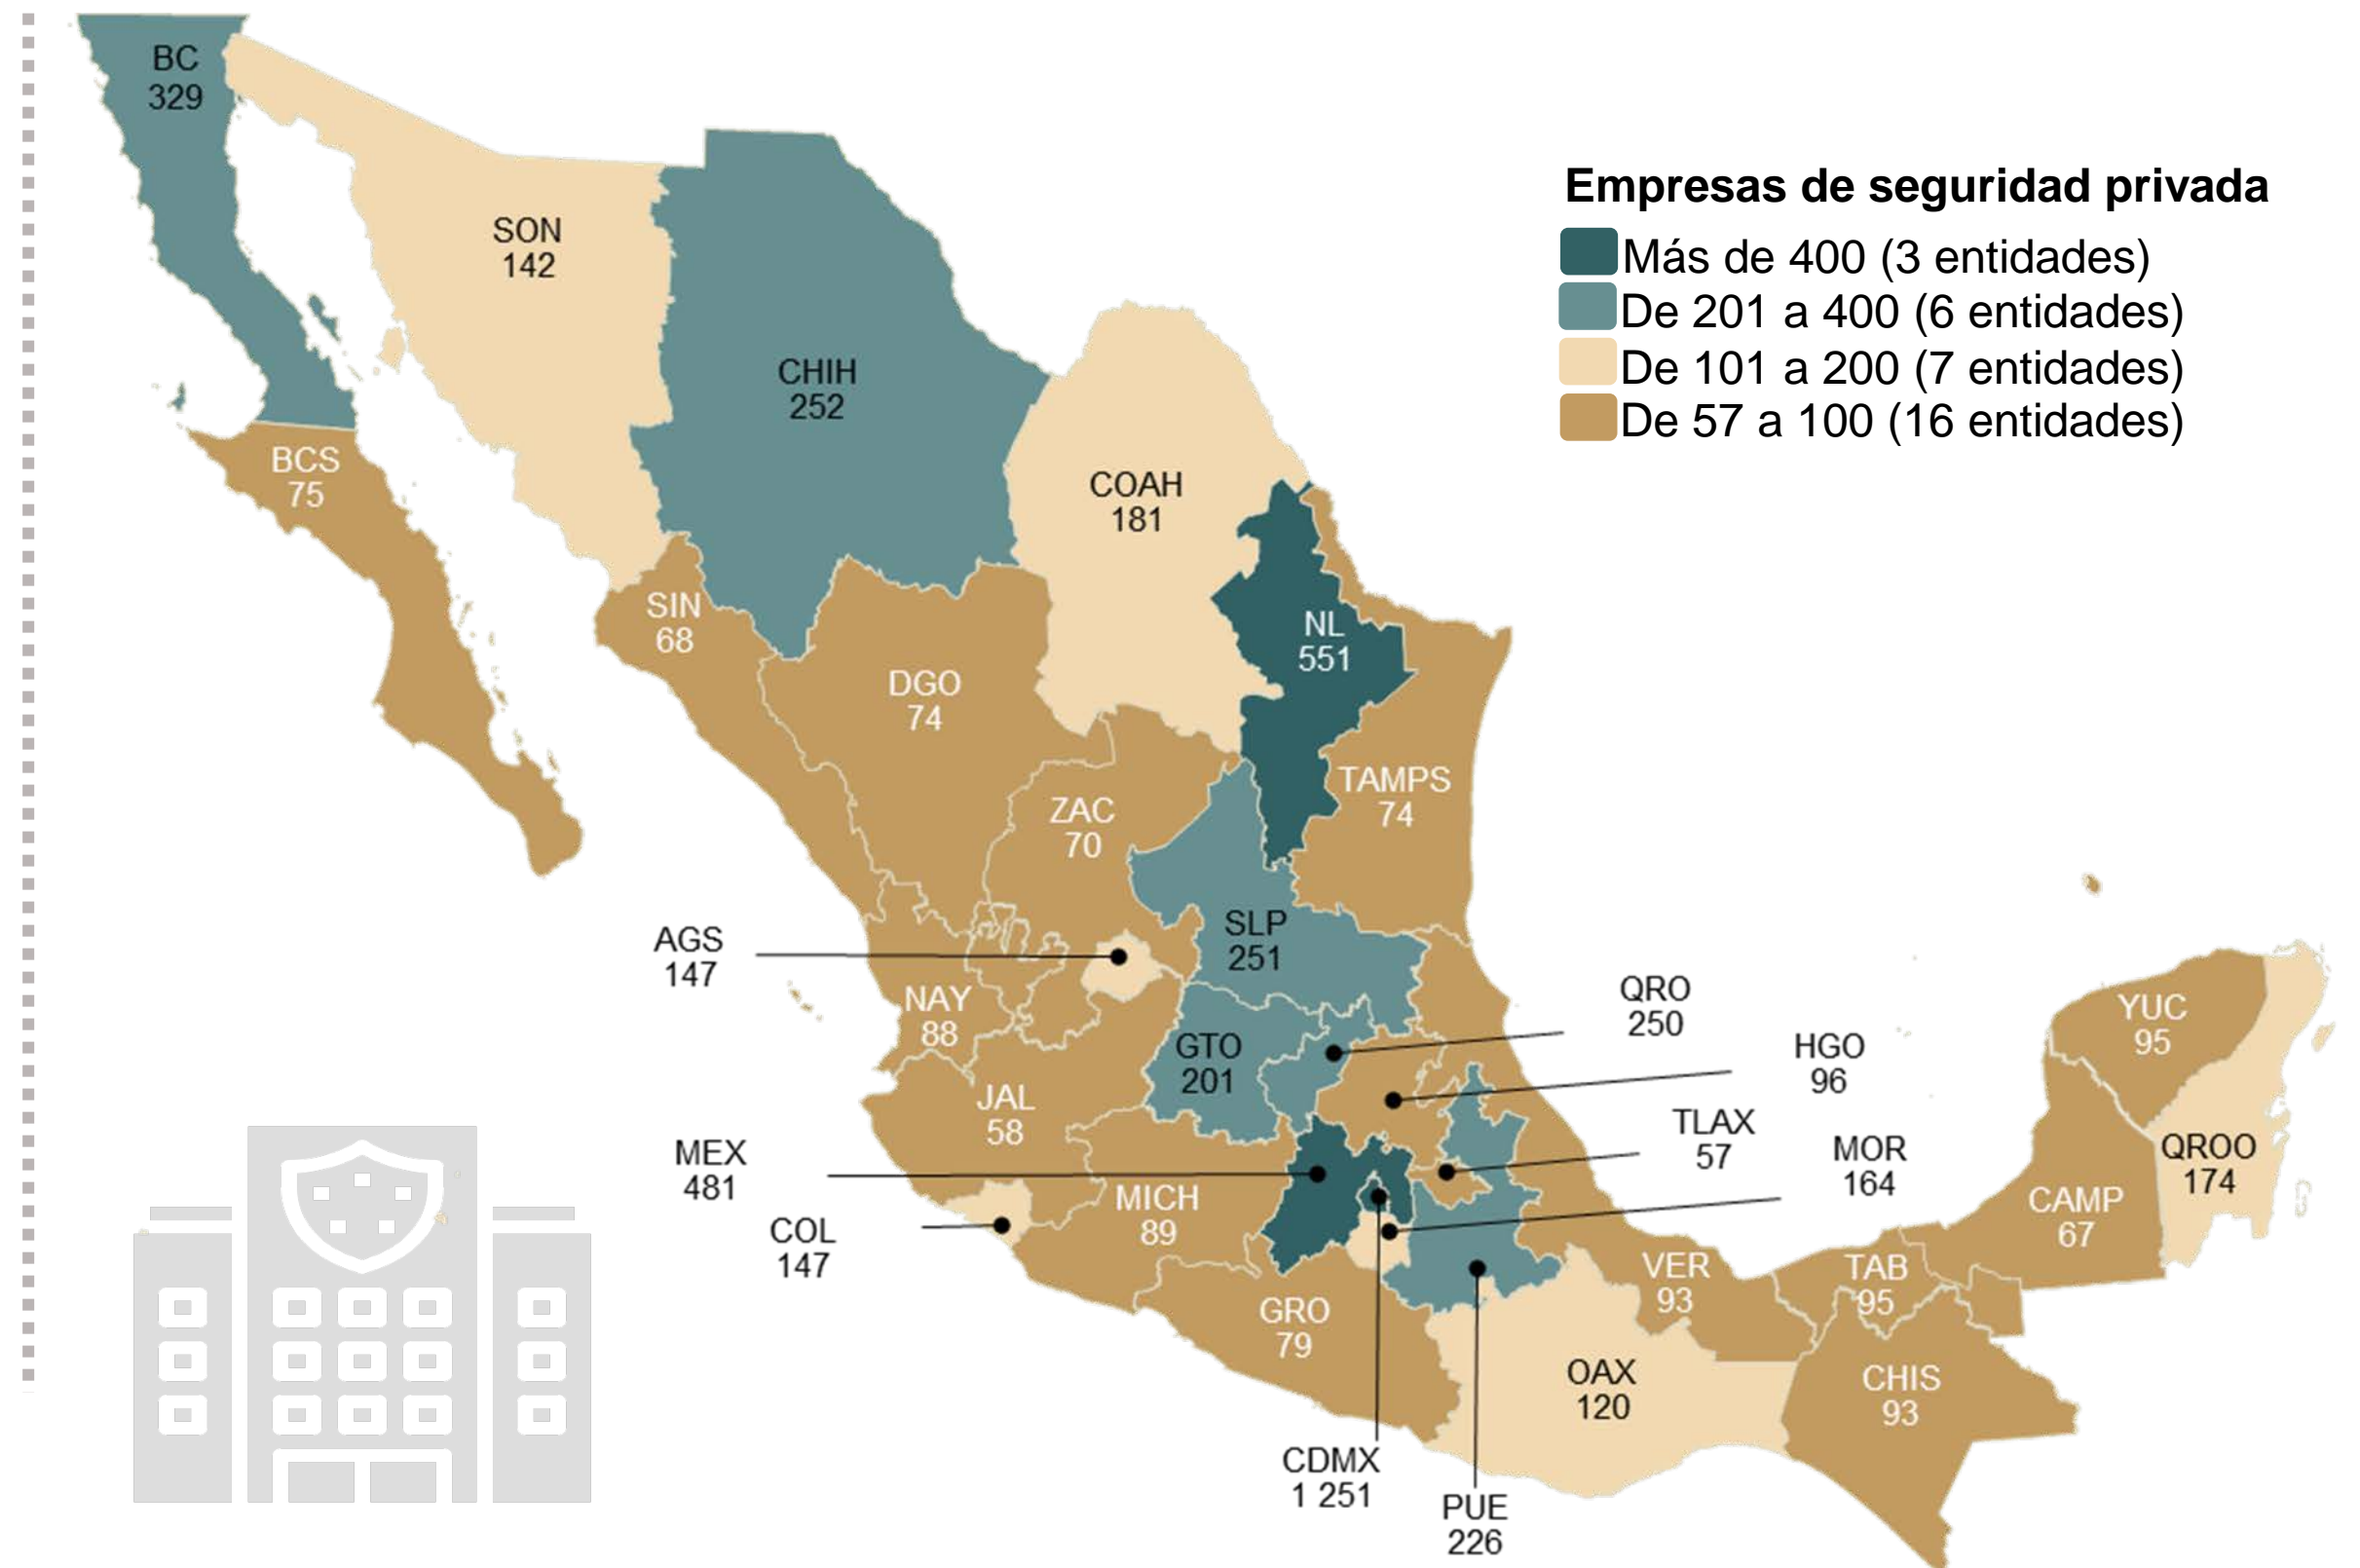 BC
329
SON
142
CHIH
252
BCS
75
COAH
181
SIN
68
NL
551
DGO
74
TAMPS
74
ZAC
70
AGS
147
SLP
251
NAY
88
QRO
250
GTO
201
HGO
96
JAL
58
TLAX
57
MEX
481
MOR
164
MICH
89
COL
147
GRO
79
YUC
95
QROO
174
CAMP
67
VER
93
TAB
95
OAX
120
CHIS
93
CDMX
1 251
PUE
226
Empresas de seguridad privada
Más de 400 (3 entidades)
De 201 a 400 (6 entidades)
De 101 a 200 (7 entidades)
De 57 a 100 (16 entidades)